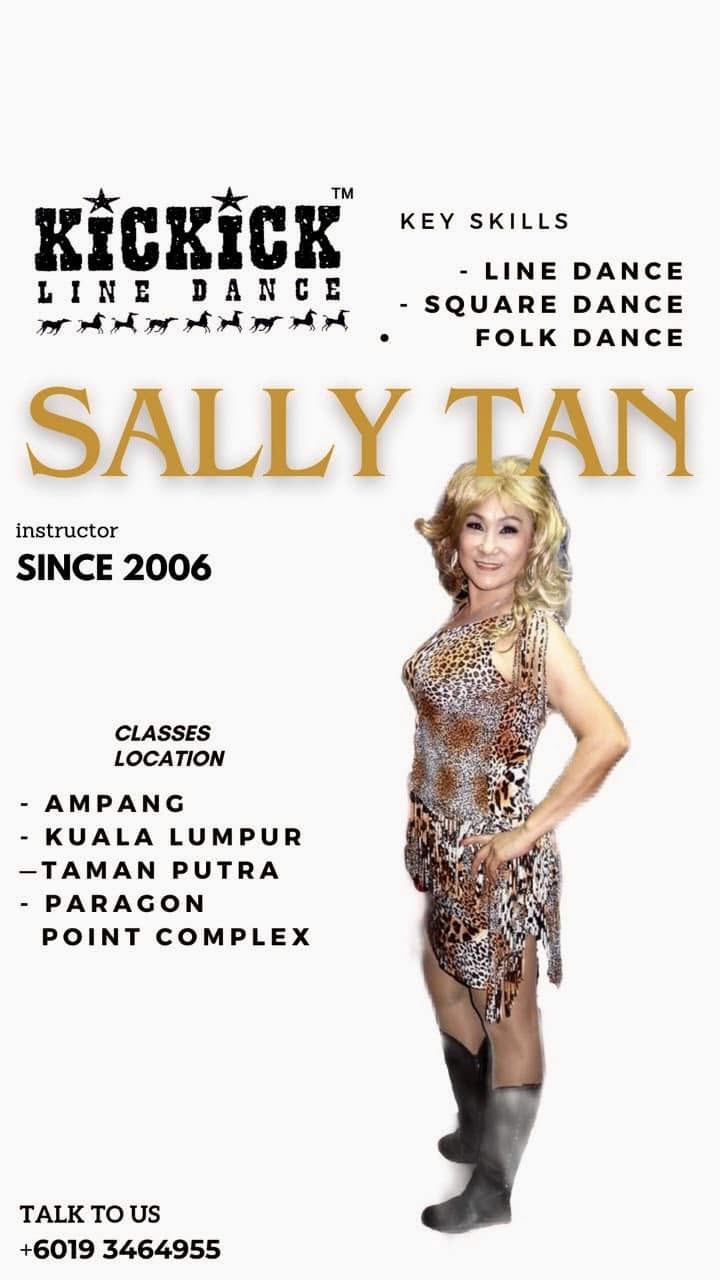 KiCKiCK™
LINE DANCE
KEY SKILLS
- LINE DANCE
- SQUARE DANCE
• FOLK DANCE
SALLY TAN
instructor
SINCE 2006
CLASSES
LOCATION
- AMPANG
- KUALA LUMPUR
—TAMAN PUTRA
- PARAGON
POINT COMPLEX
TALK TO US
+6019 3464955